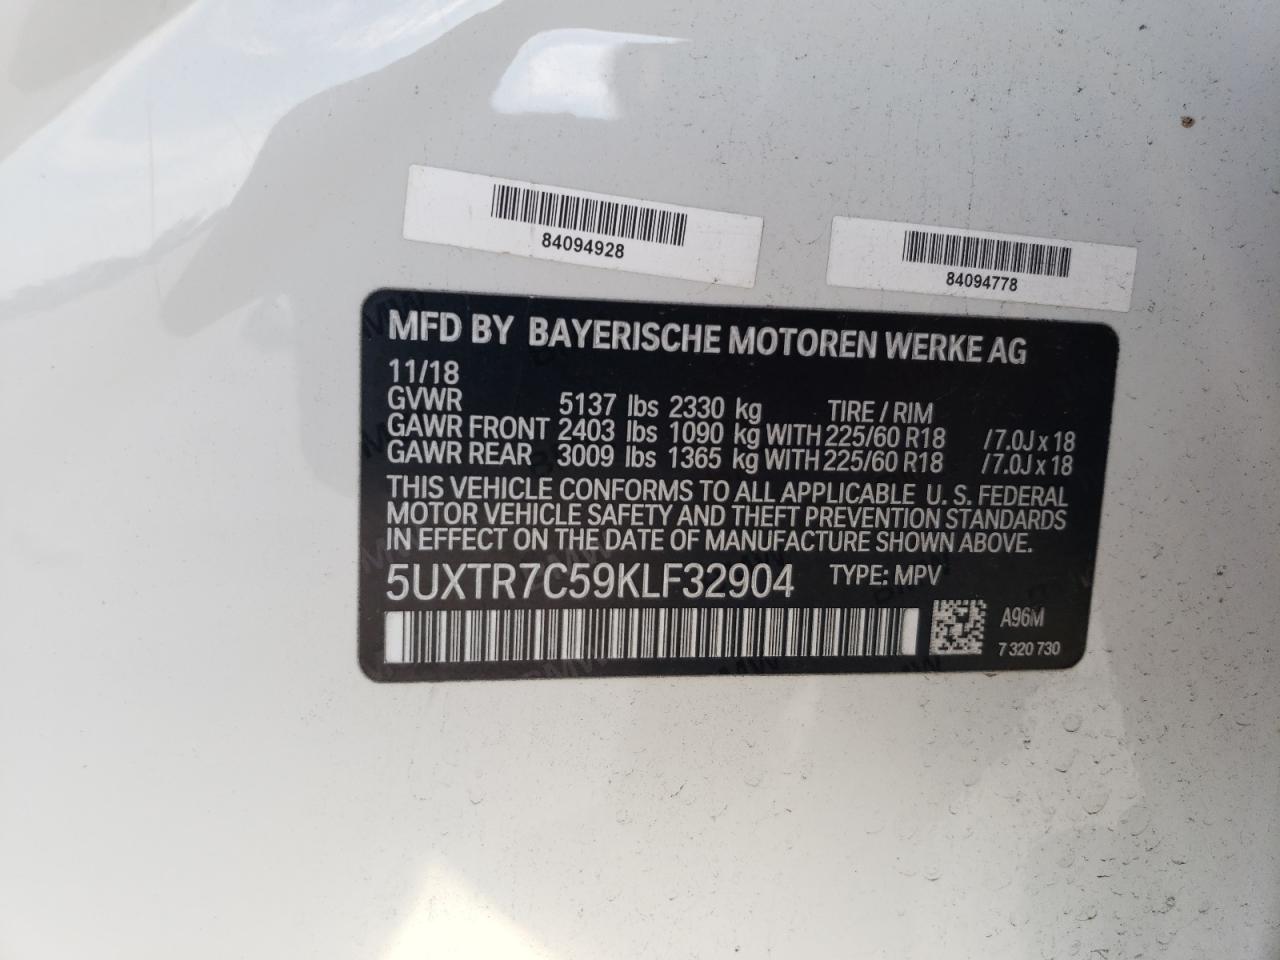 84094928
84094778
MFD BY BAYERISCHE MOTOREN WERKE AG
11/18
GVWR 5137 lbs 2330 kg TIRE / RIM
GAWR FRONT 2403 lbs 1090 kg WITH 225/60 R18 /7.0J x 18
GAWR REAR 3009 lbs 1365 kg WITH 225/60 R18 /7.0J x 18
THIS VEHICLE CONFORMS TO ALL APPLICABLE U. S. FEDERAL
MOTOR VEHICLE SAFETY AND THEFT PREVENTION STANDARDS
IN EFFECT ON THE DATE OF MANUFACTURE SHOWN ABOVE.
5UXTR7C59KLF32904 TYPE: MPV
A96M
7 320 730